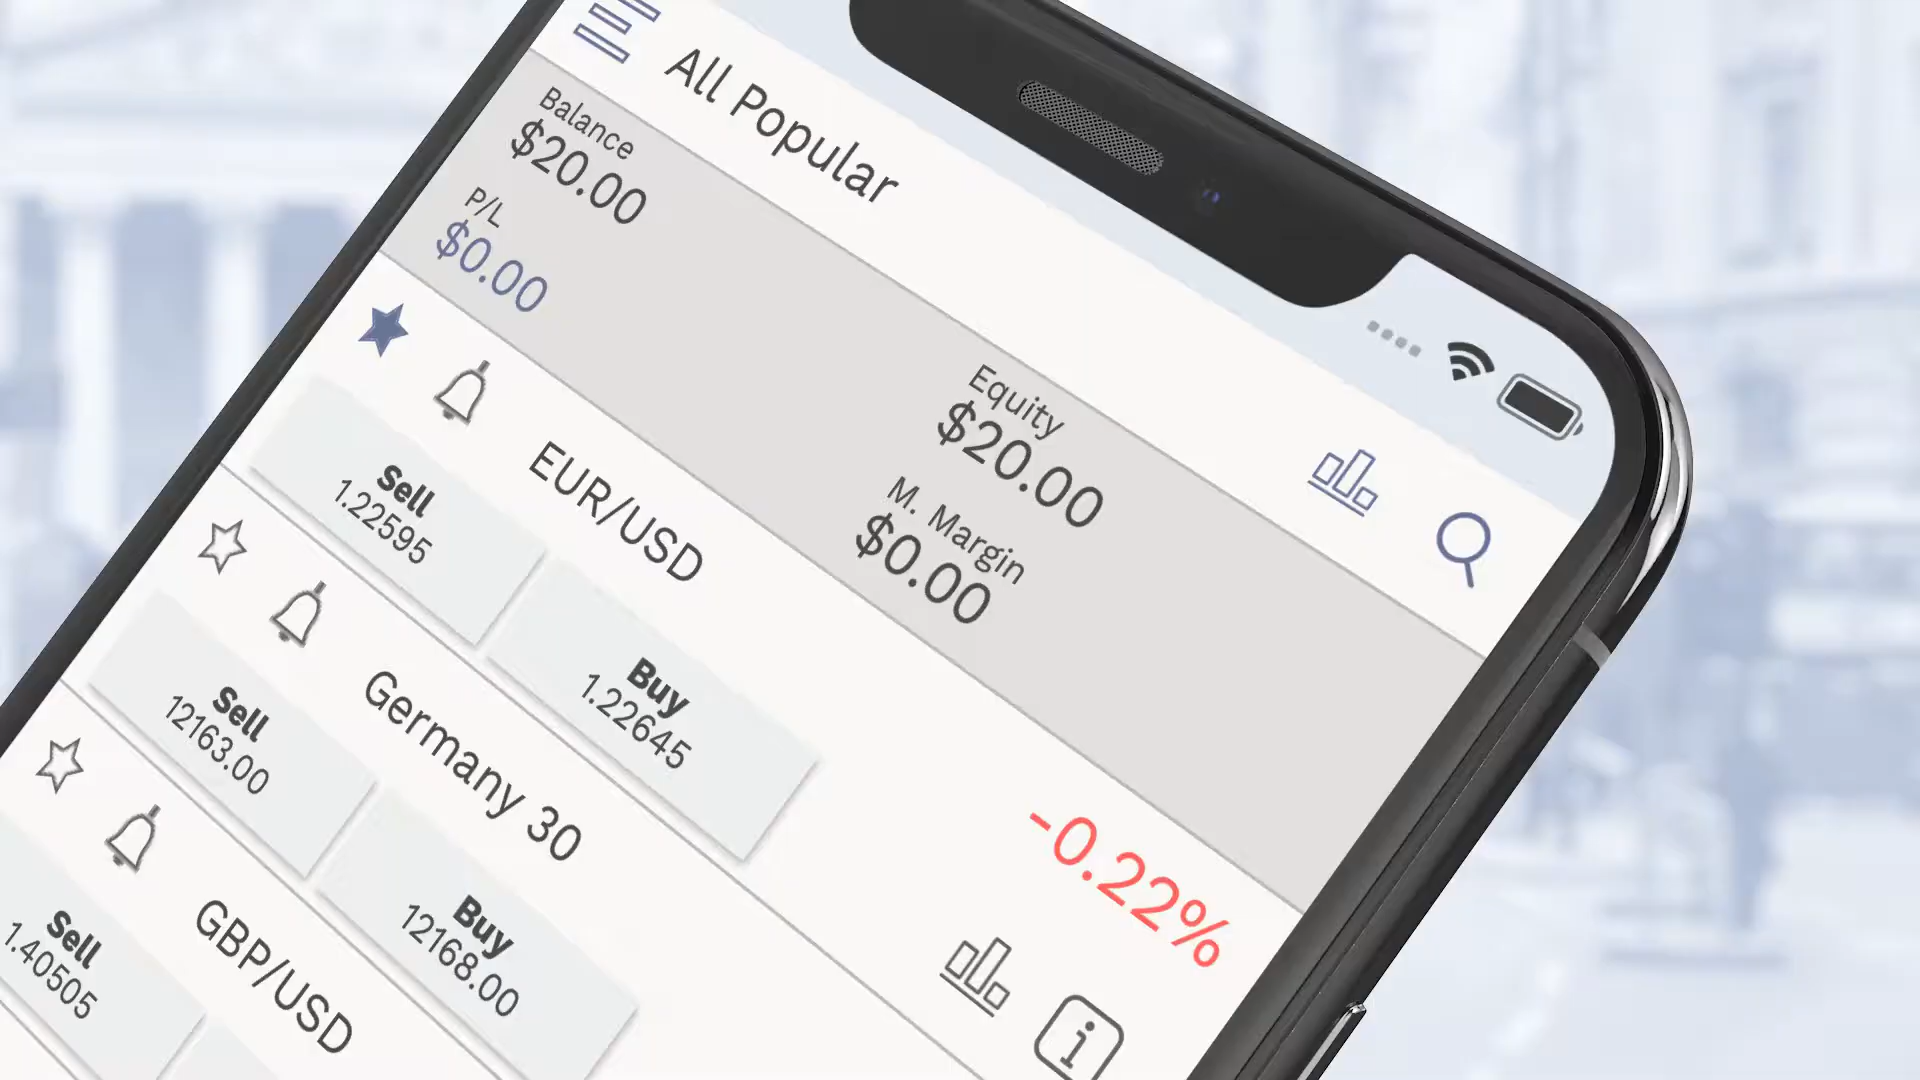 All Popular
Balance
$20.00
P/L
$0.00
Equity
$20.00
M. Margin
$0.00
EUR/USD
Sell
1.22595
Buy
1.22645
-0.22%
Germany 30
Sell
12163.00
Buy
12168.00
GBP/USD
Sell
1.40505